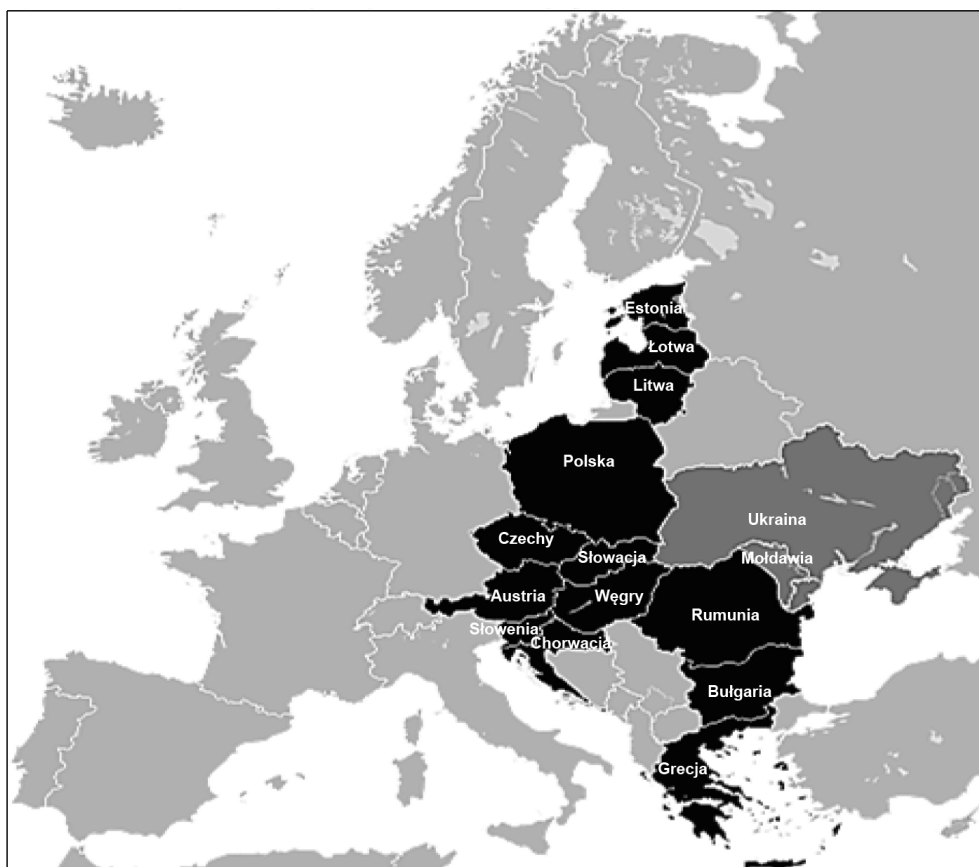 Estonia
Łotwa
Litwa
Polska
Ukraina
Czechy
Słowacja
Mołdawia
Austria
Węgry
Rumunia
Słowenia
Chorwacja
Bułgaria
Grecja